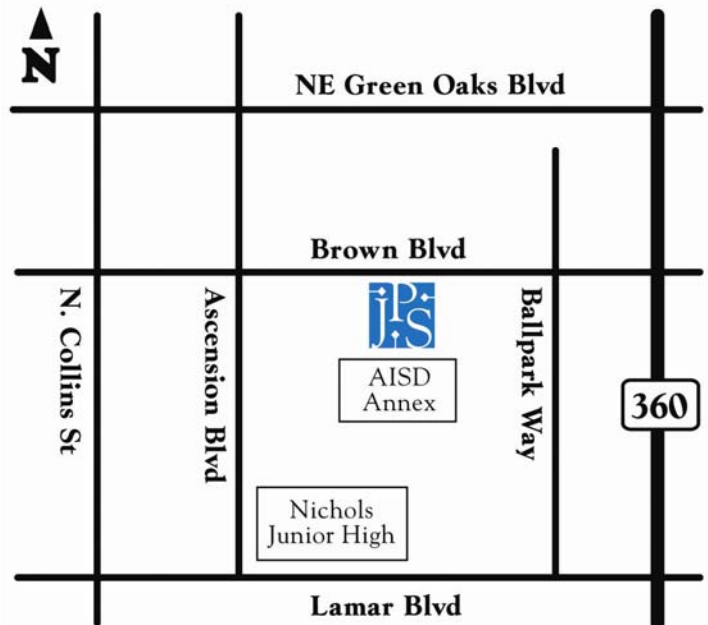 N
NE Green Oaks Blvd
Brown Blvd
N. Collins St
Ascension Blvd
JPS
Ballpark Way
AISD
Annex
360
Nichols
Junior High
Lamar Blvd